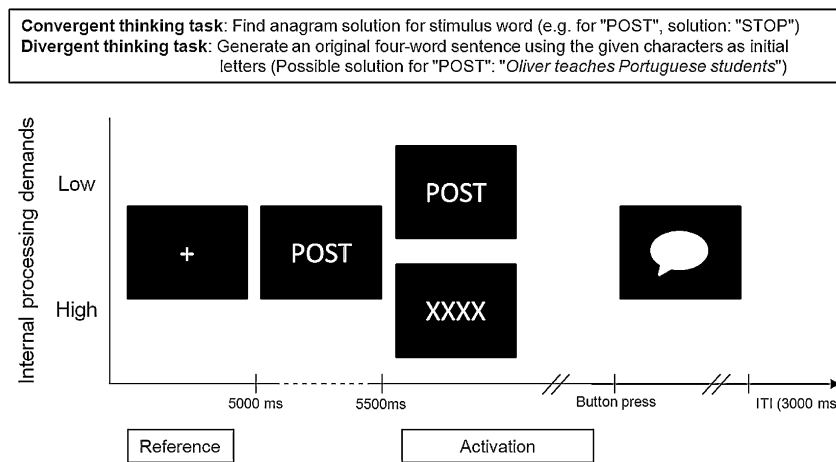 Convergent thinking task: Find anagram solution for stimulus word (e.g. for "POST", solution: "STOP")
Divergent thinking task: Generate an original four-word sentence using the given characters as initial
letters (Possible solution for "POST": "Oliver teaches Portuguese students")
Internal processing demands
Low
High
+
POST
POST
XXXX
5000 ms
5500ms
Button press
ITI (3000 ms)
Reference
Activation